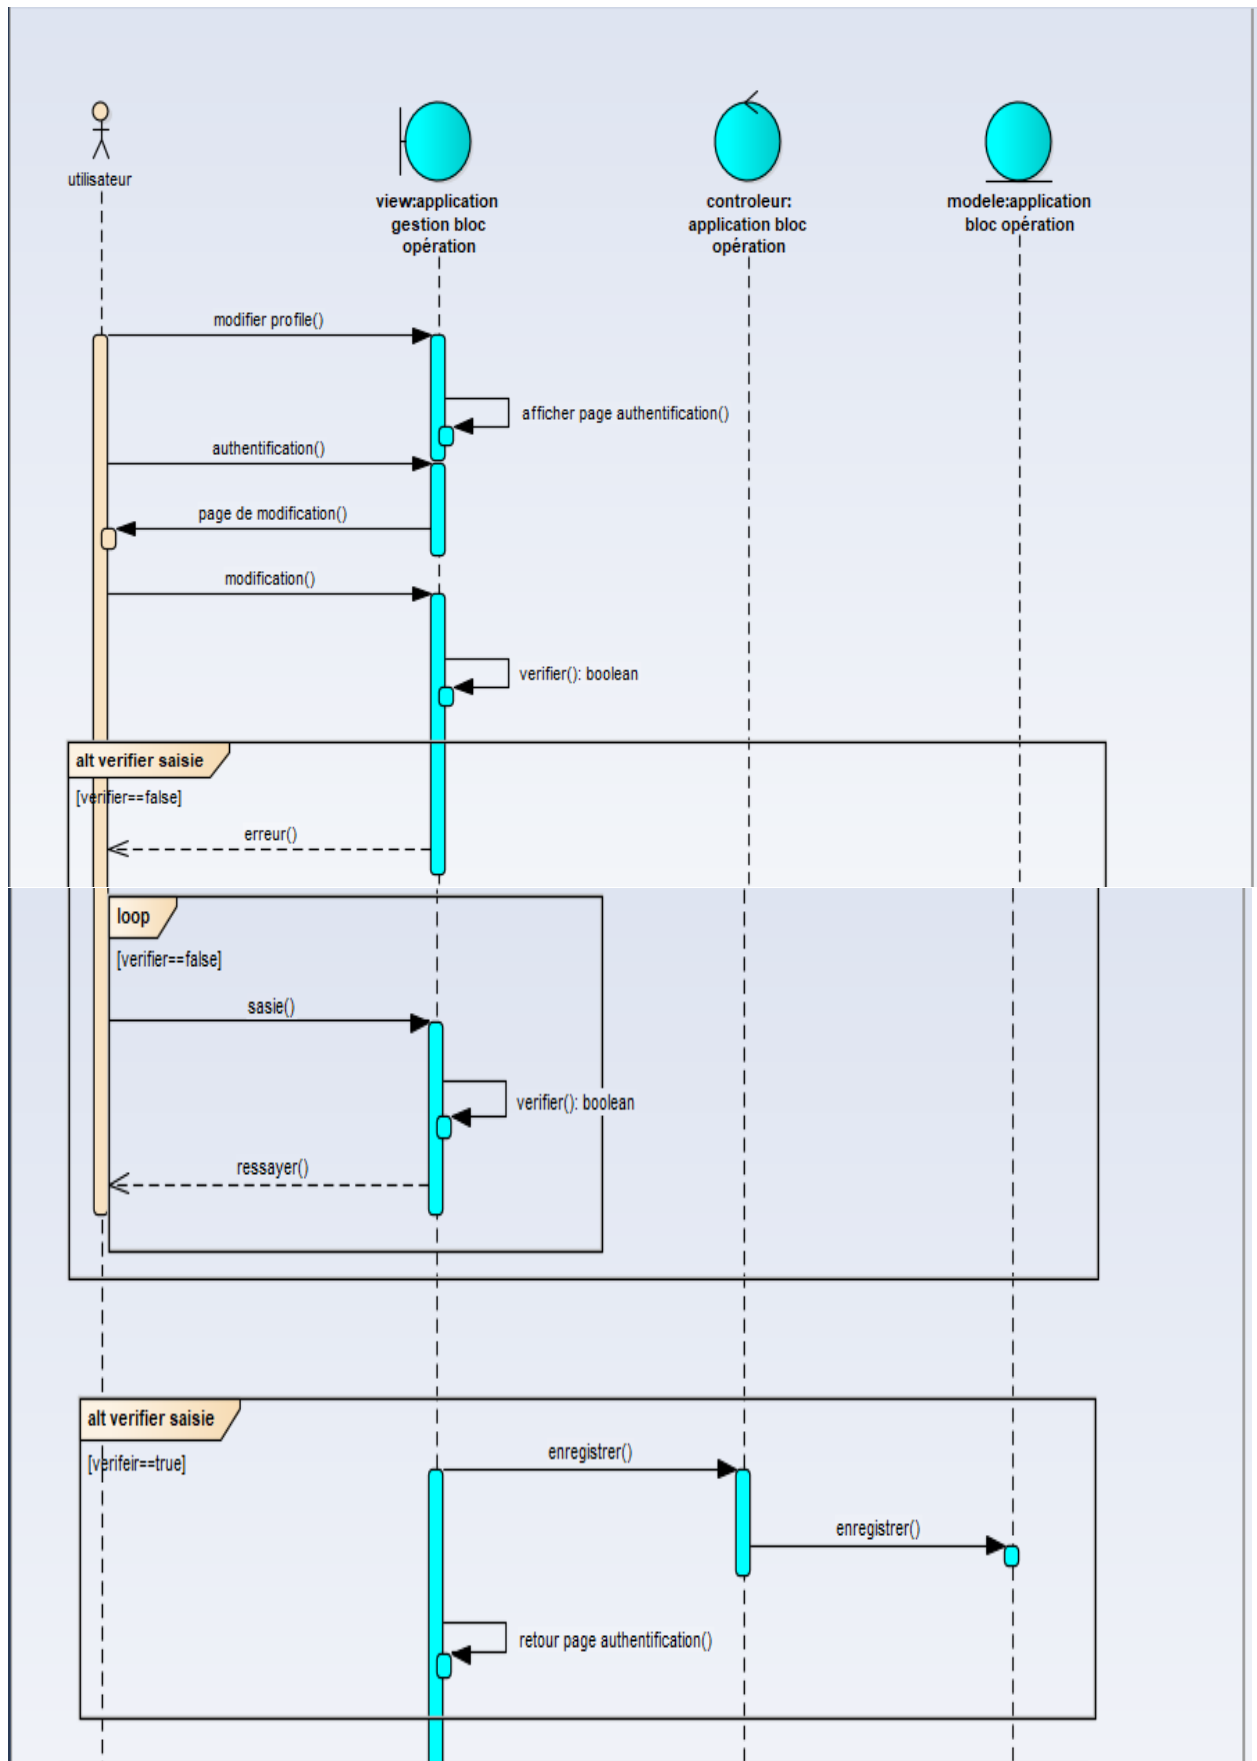 utilisateur
view:application
gestion bloc
opération
controleur:
application bloc
opération
modele:application
bloc opération
modifier profile()
afficher page authentification()
authentification()
page de modification()
modification()
verifier(): boolean
alt verifier saisie
[verifier==false]
erreur()
loop
[verifier==false]
sasie()
verifier(): boolean
ressayer()
alt verifier saisie
[verifeir==true]
enregistrer()
enregistrer()
retour page authentification()